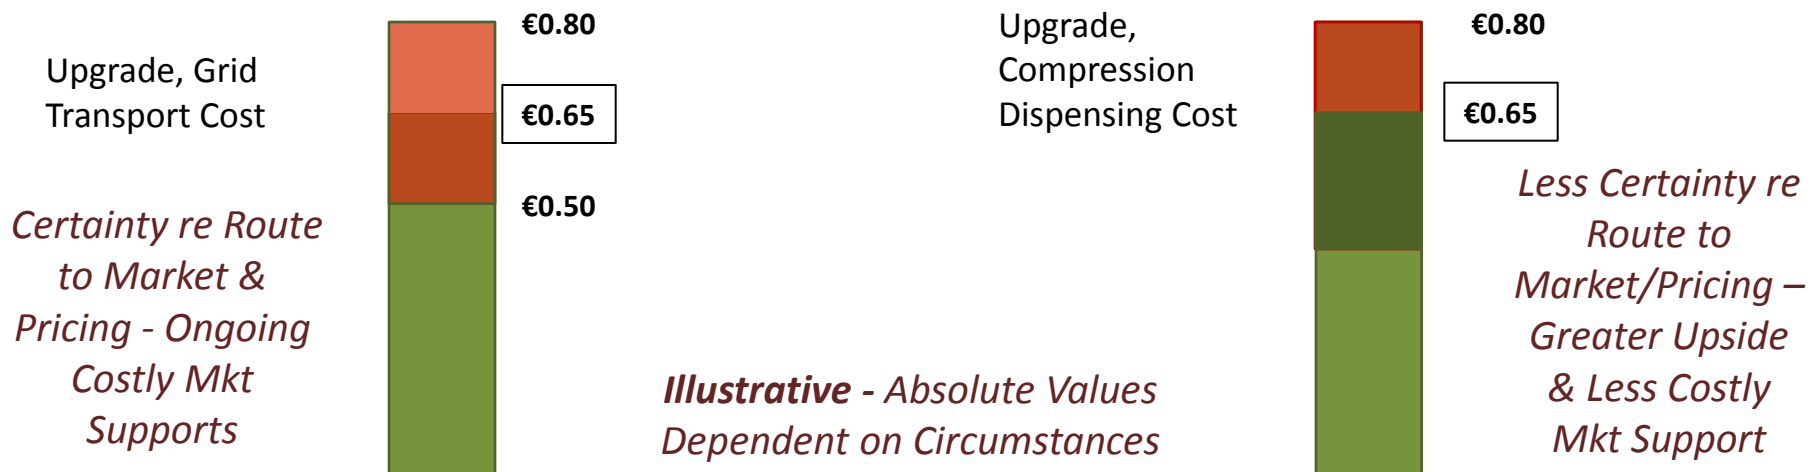 Upgrade, Grid
Transport Cost
€0.80
€0.65
€0.50
Certainty re Route
to Market &
Pricing - Ongoing
Costly Mkt
Supports
Illustrative - Absolute Values
Dependent on Circumstances
Upgrade,
Compression
Dispensing Cost
€0.80
€0.65
Less Certainty re
Route to
Market/Pricing –
Greater Upside
& Less Costly
Mkt Support